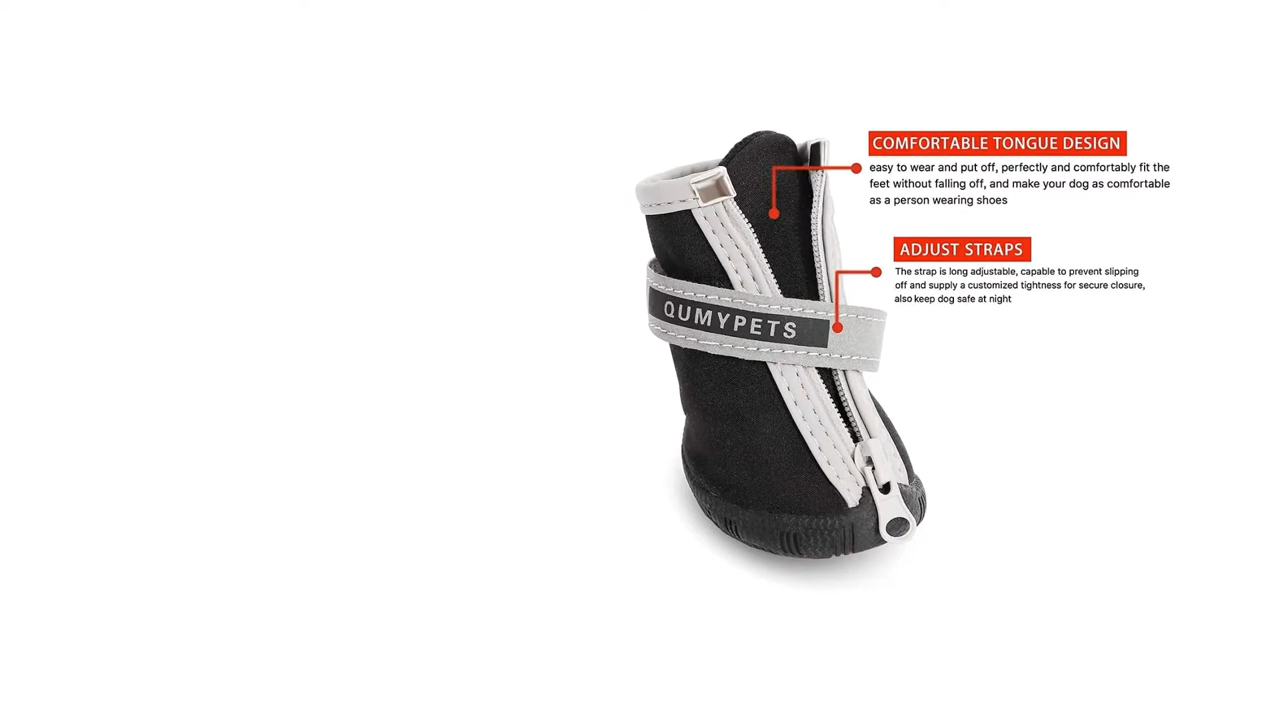 COMFORTABLE TONGUE DESIGN
easy to wear and put off, perfectly and comfortably fit the
feet without falling off, and make your dog as comfortable
as a person wearing shoes
ADJUST STRAPS
The strap is long adjustable, capable to prevent slipping
off and supply a customized tightness for secure closure,
also keep dog safe at night
QUMYPETS